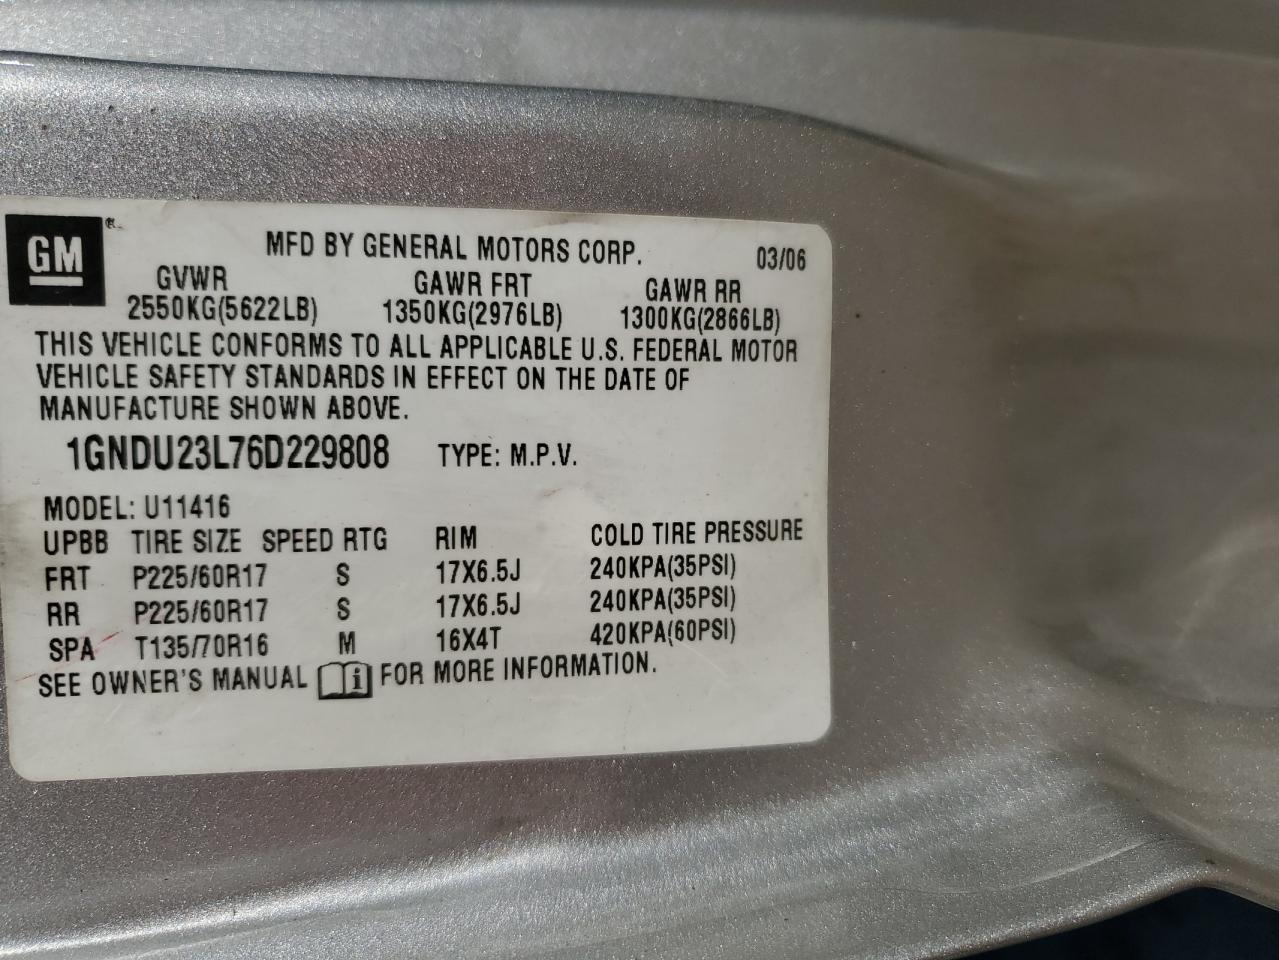 GM
MFD BY GENERAL MOTORS CORP. 03/06
GVWR GAWR FRT GAWR RR
2550KG(5622LB) 1350KG(2976LB) 1300KG(2866LB)
THIS VEHICLE CONFORMS TO ALL APPLICABLE U.S. FEDERAL MOTOR
VEHICLE SAFETY STANDARDS IN EFFECT ON THE DATE OF
MANUFACTURE SHOWN ABOVE.
1GNDU23L76D229808 TYPE: M.P.V.
MODEL: U11416
UPBB TIRE SIZE SPEED RTG RIM COLD TIRE PRESSURE
FRT P225/60R17 S 17X6.5J 240KPA(35PSI)
RR P225/60R17 S 17X6.5J 240KPA(35PSI)
SPA T135/70R16 M 16X4T 420KPA(60PSI)
SEE OWNER'S MANUAL i FOR MORE INFORMATION.